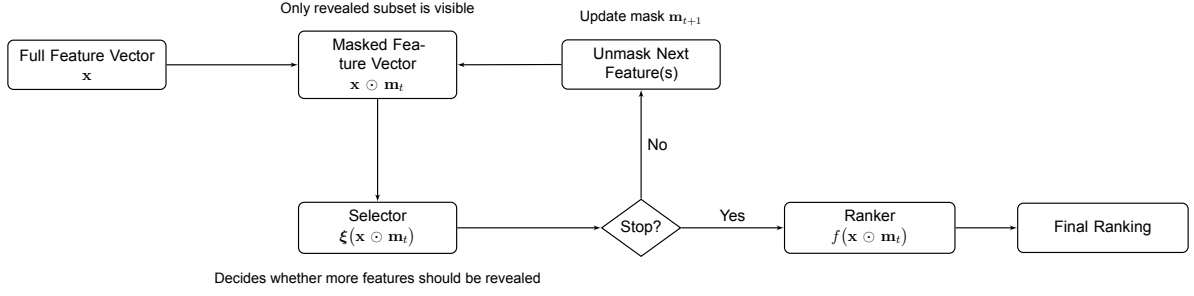 Only revealed subset is visible
Update mask m_{t+1}
Full Feature Vector
x
Masked Fea-
ture Vector
x ⊙ m_t
Unmask Next
Feature(s)
No
Selector
ξ(x ⊙ m_t)
Stop?
Yes
Ranker
f(x ⊙ m_t)
Final Ranking
Decides whether more features should be revealed